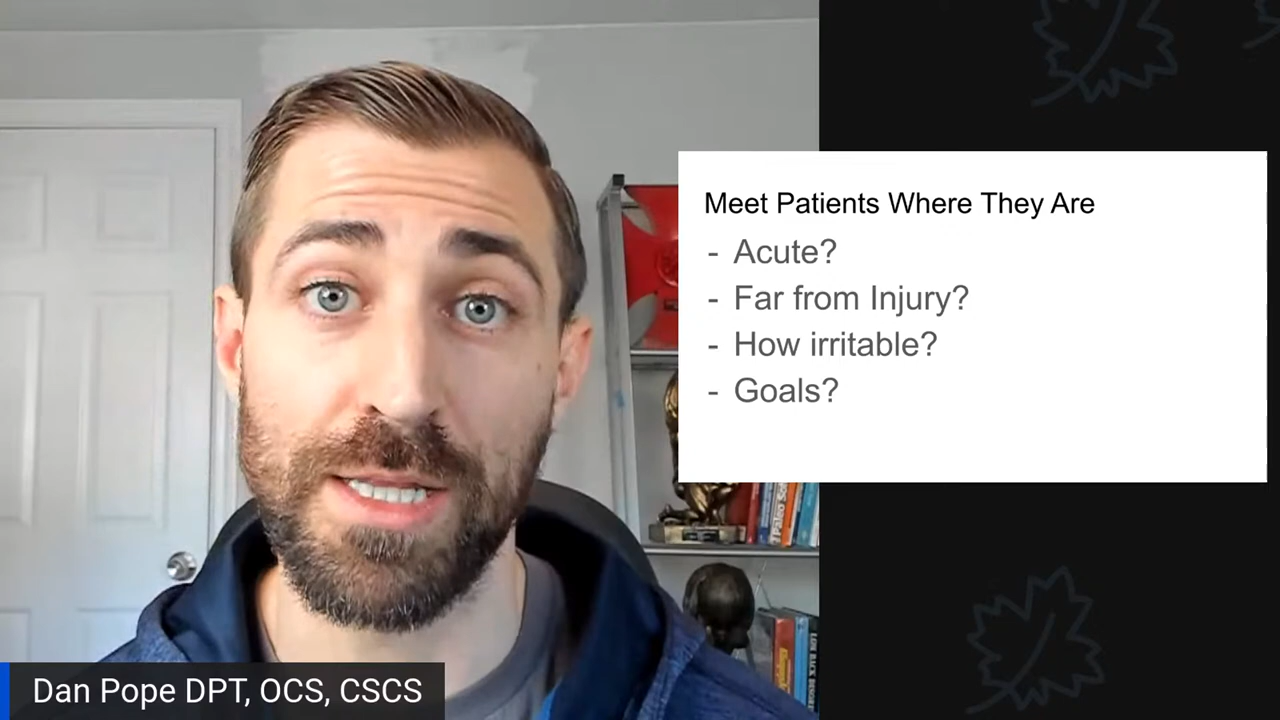 Meet Patients Where They Are
- Acute?
- Far from Injury?
- How irritable?
- Goals?
Dan Pope DPT, OCS, CSCS